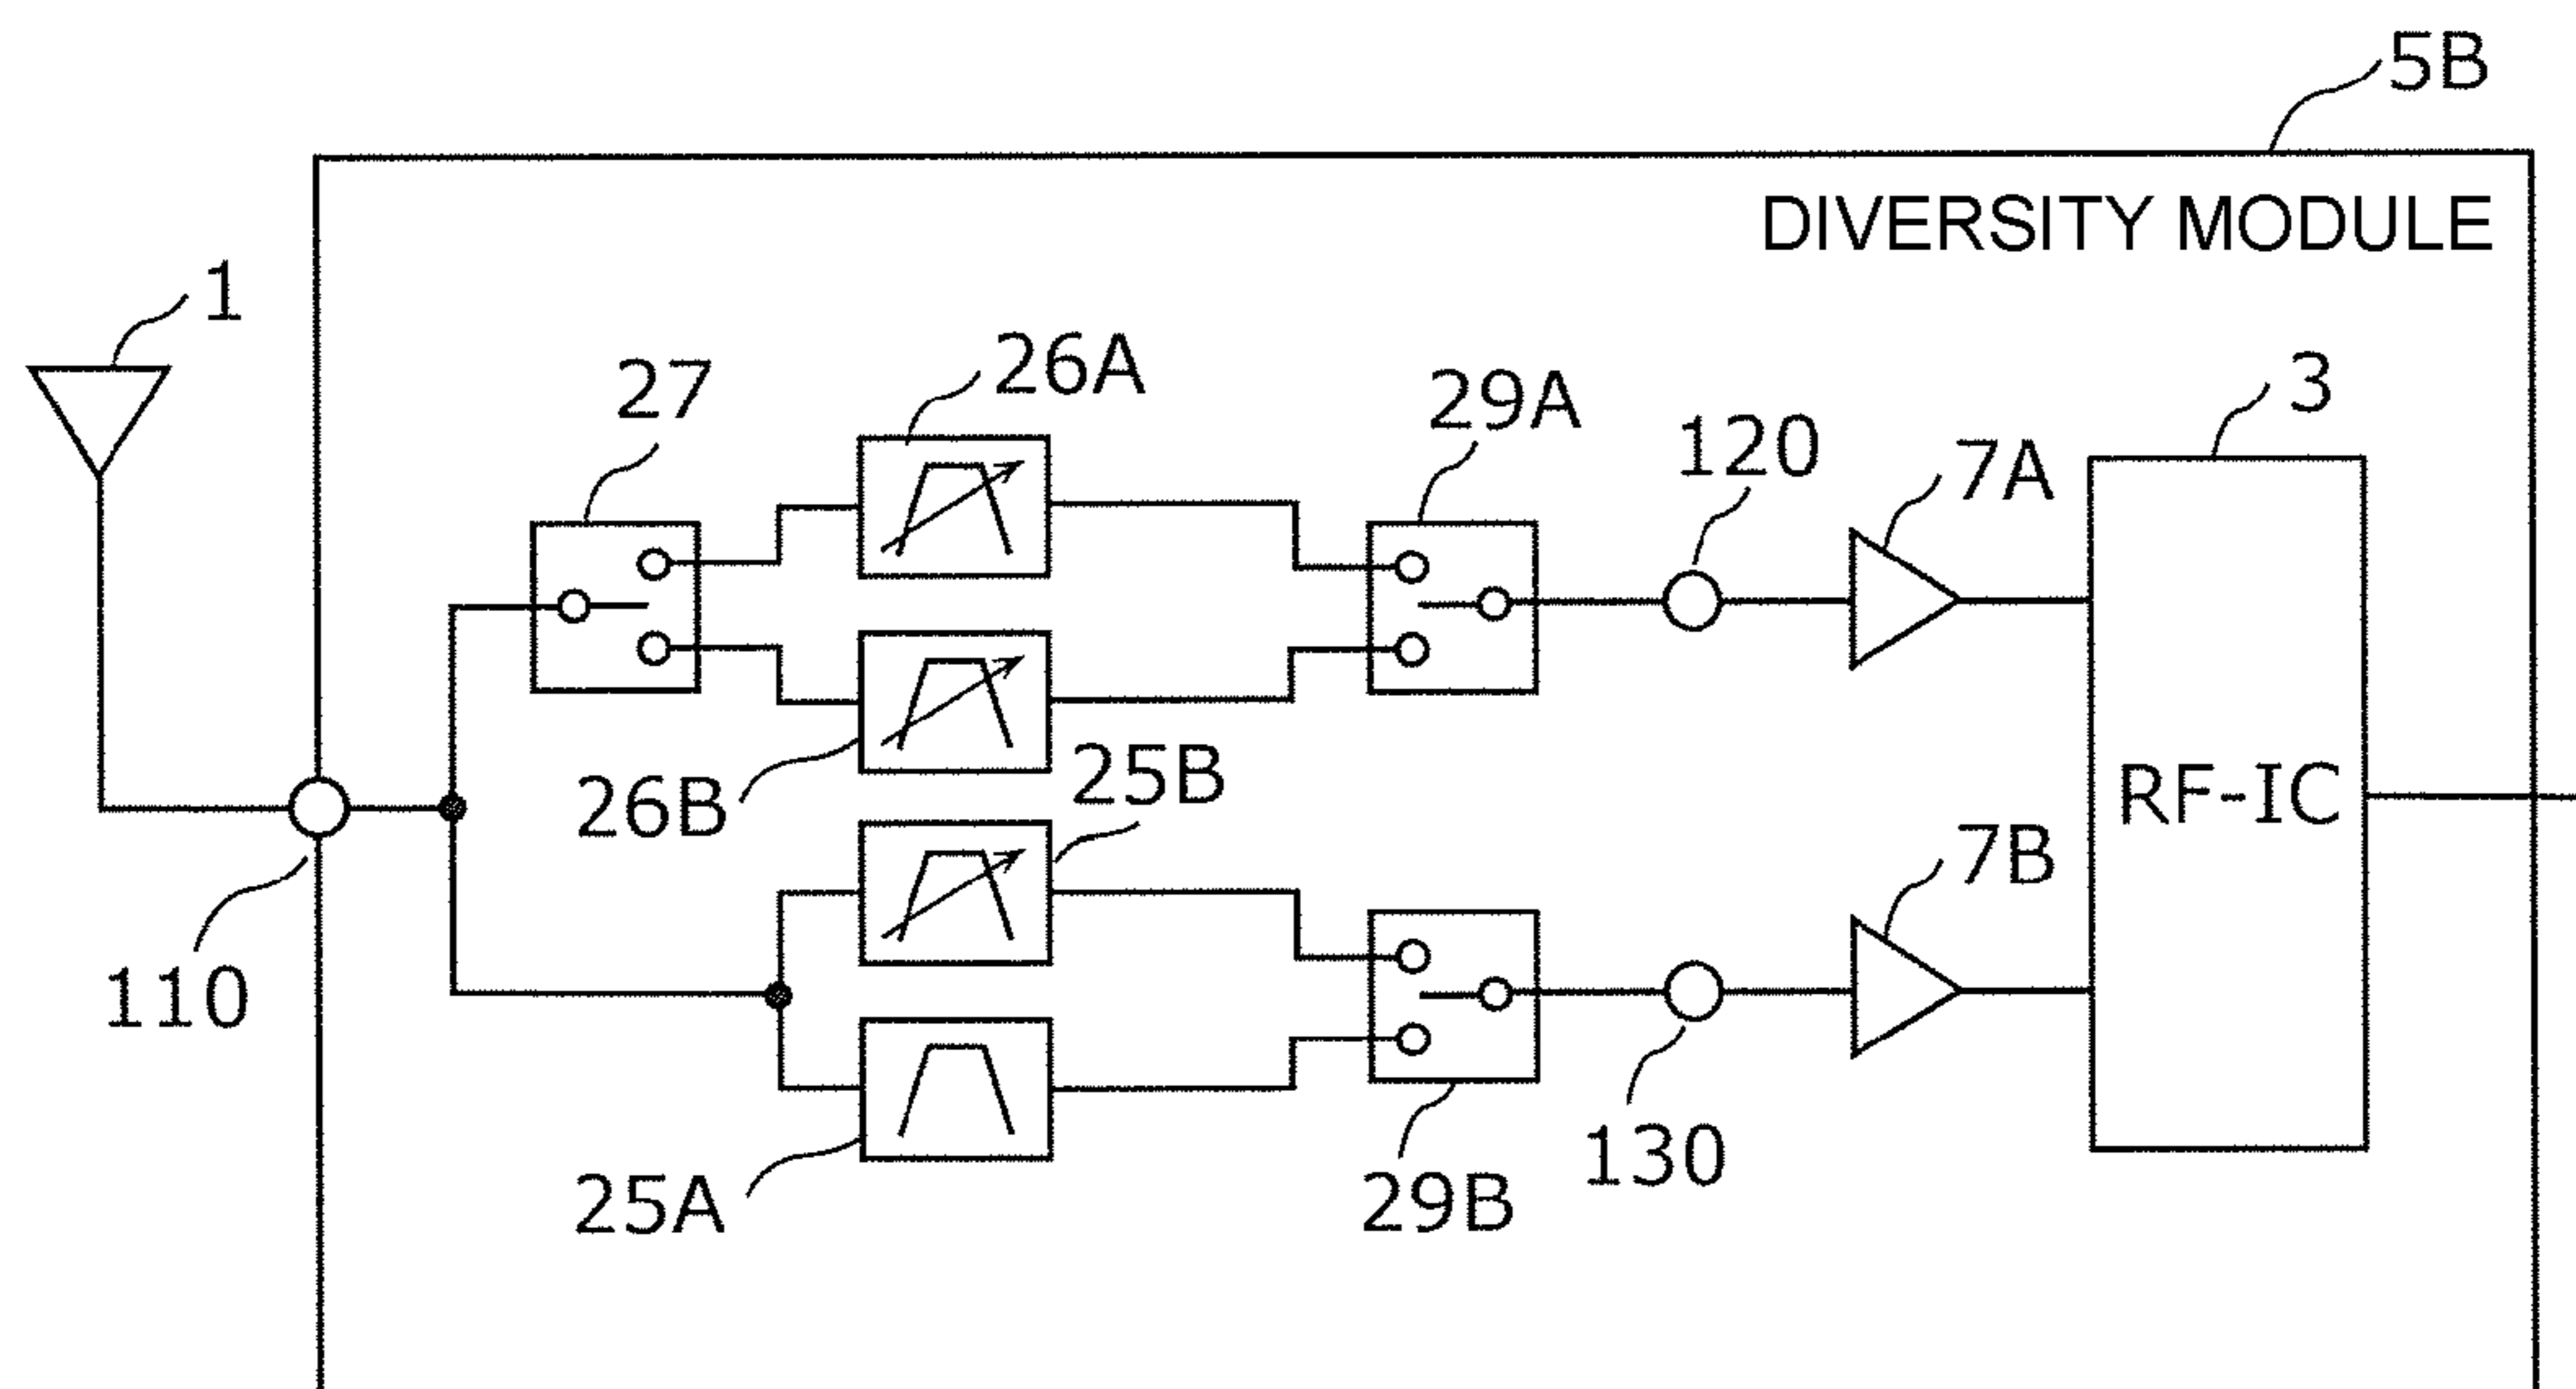 5B
DIVERSITY MODULE
1
27
26A
29A
120
7A
3
26B
25B
RF-IC
7B
110
25A
29B
130